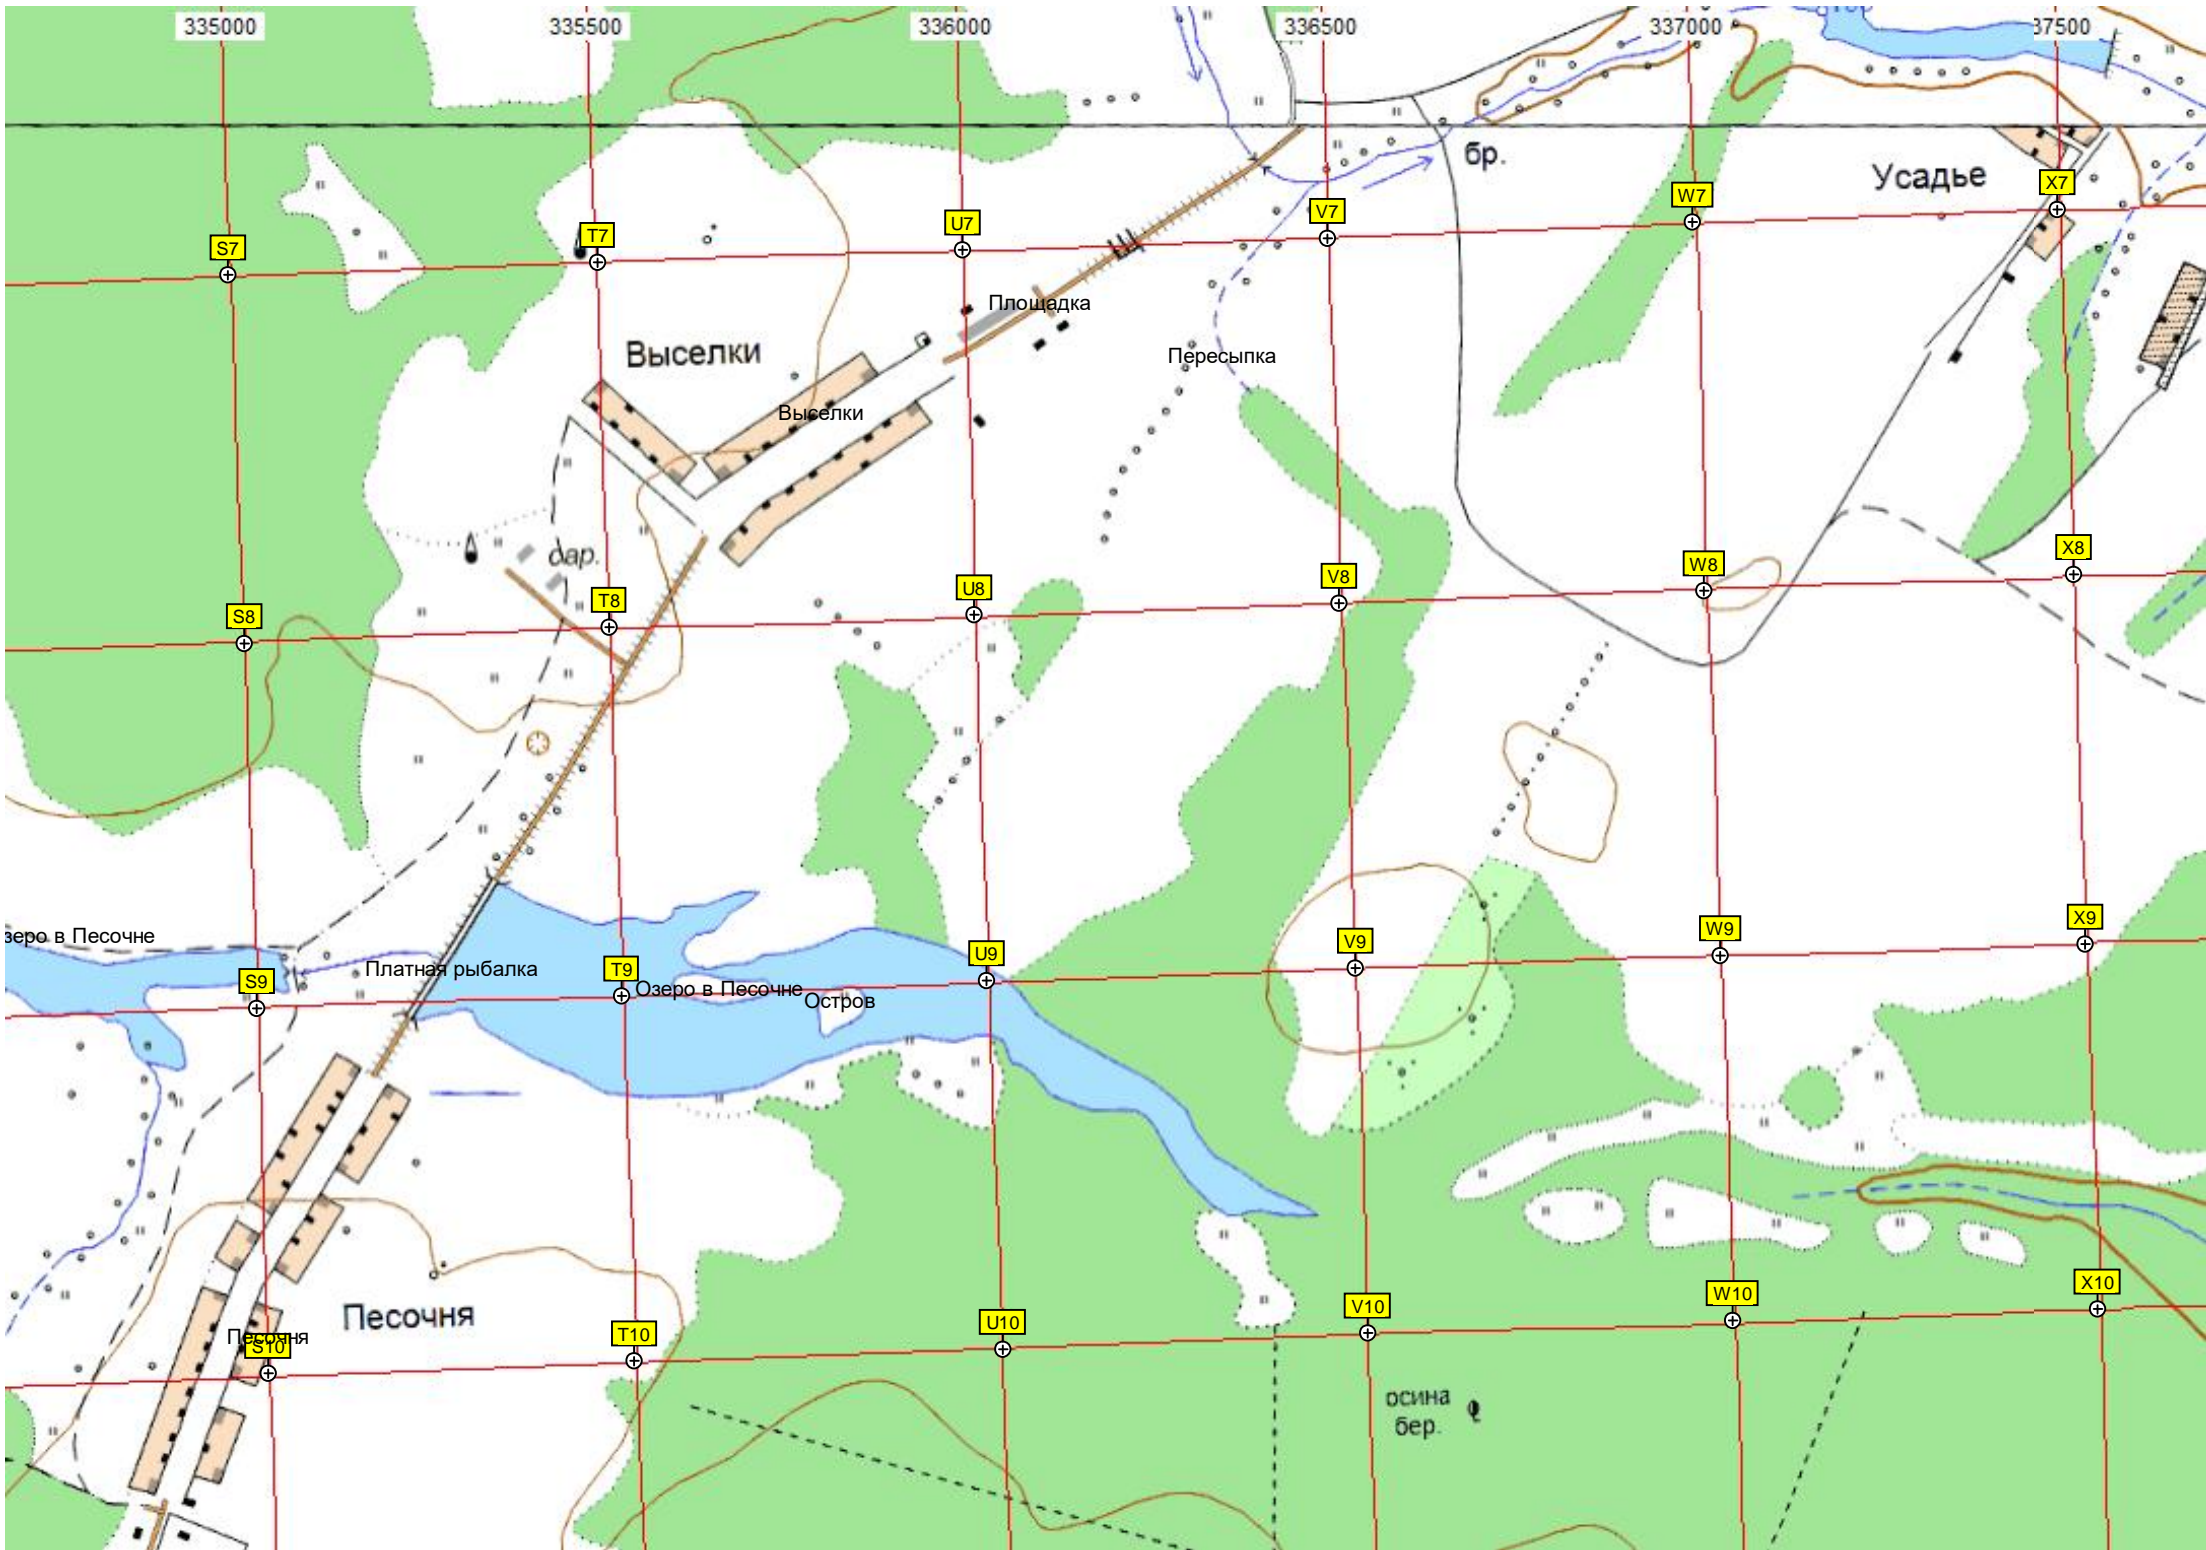 335000 335500 336000 336500 337000 37500
бр.
Усадье
S7 T7 U7 V7 W7 X7
Площадка
Выселки
Пересыпка
Выселки
сар.
S8 T8 U8 V8 W8 X8
зеро в Песочне
Платная рыбалка
S9 T9 U9 V9 W9 X9
Озеро в Песочне
Остров
Песочня
Песочня
S10 T10 U10 V10 W10 X10
осина
бер.